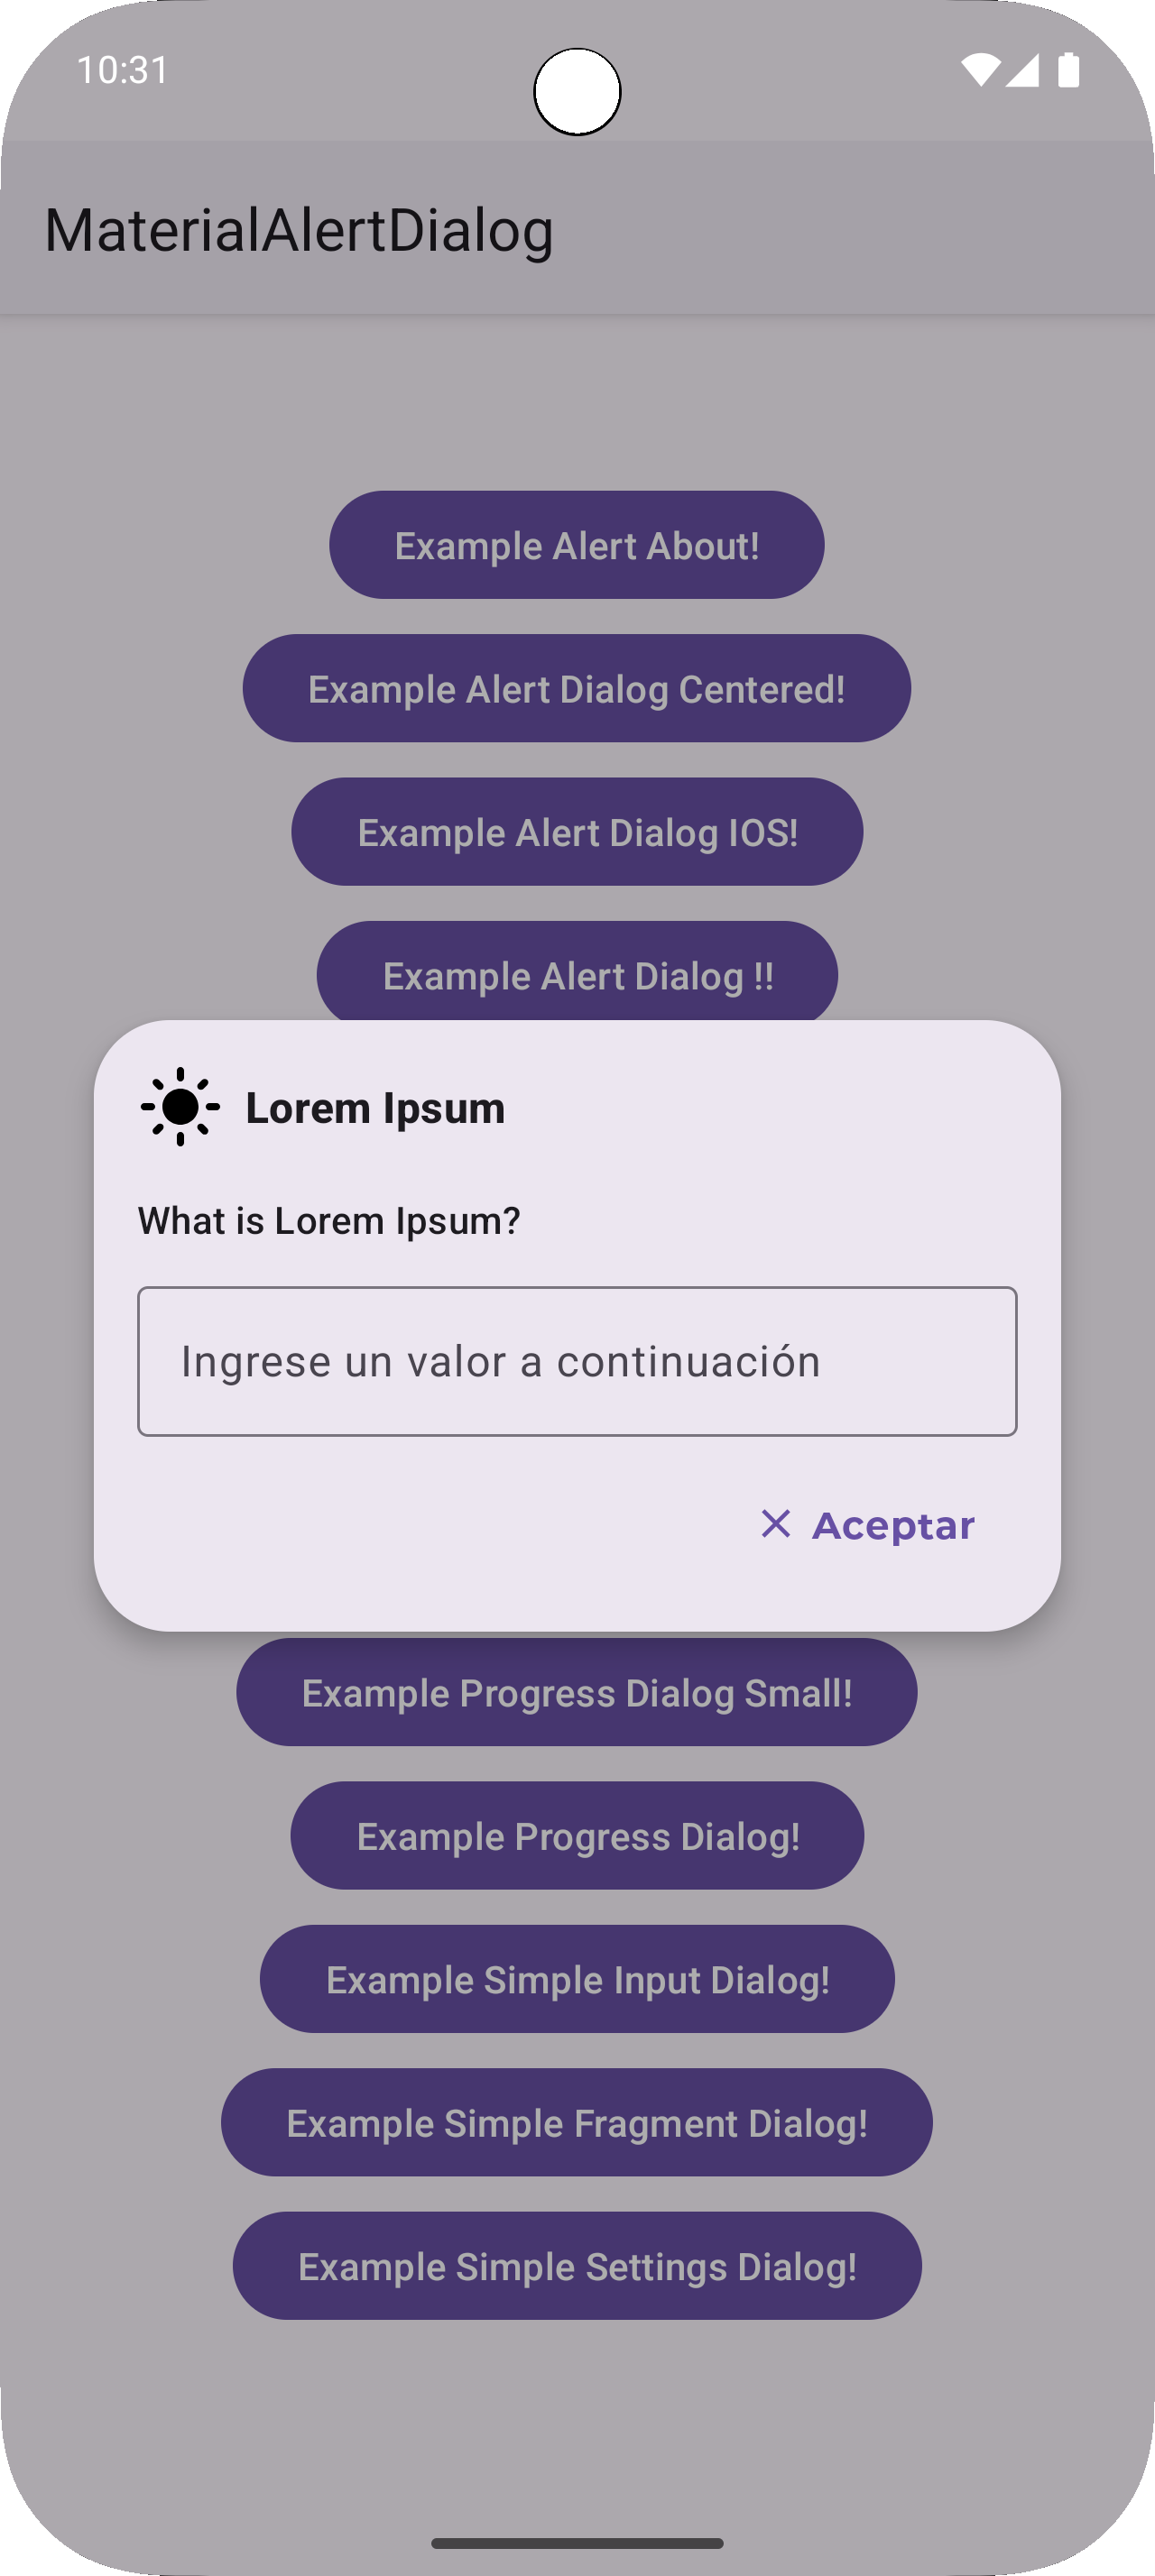 10:31
MaterialAlertDialog
Example Alert About!
Example Alert Dialog Centered!
Example Alert Dialog IOS!
Example Alert Dialog !!
Lorem Ipsum
What is Lorem Ipsum?
Ingrese un valor a continuación
Aceptar
Example Progress Dialog Small!
Example Progress Dialog!
Example Simple Input Dialog!
Example Simple Fragment Dialog!
Example Simple Settings Dialog!